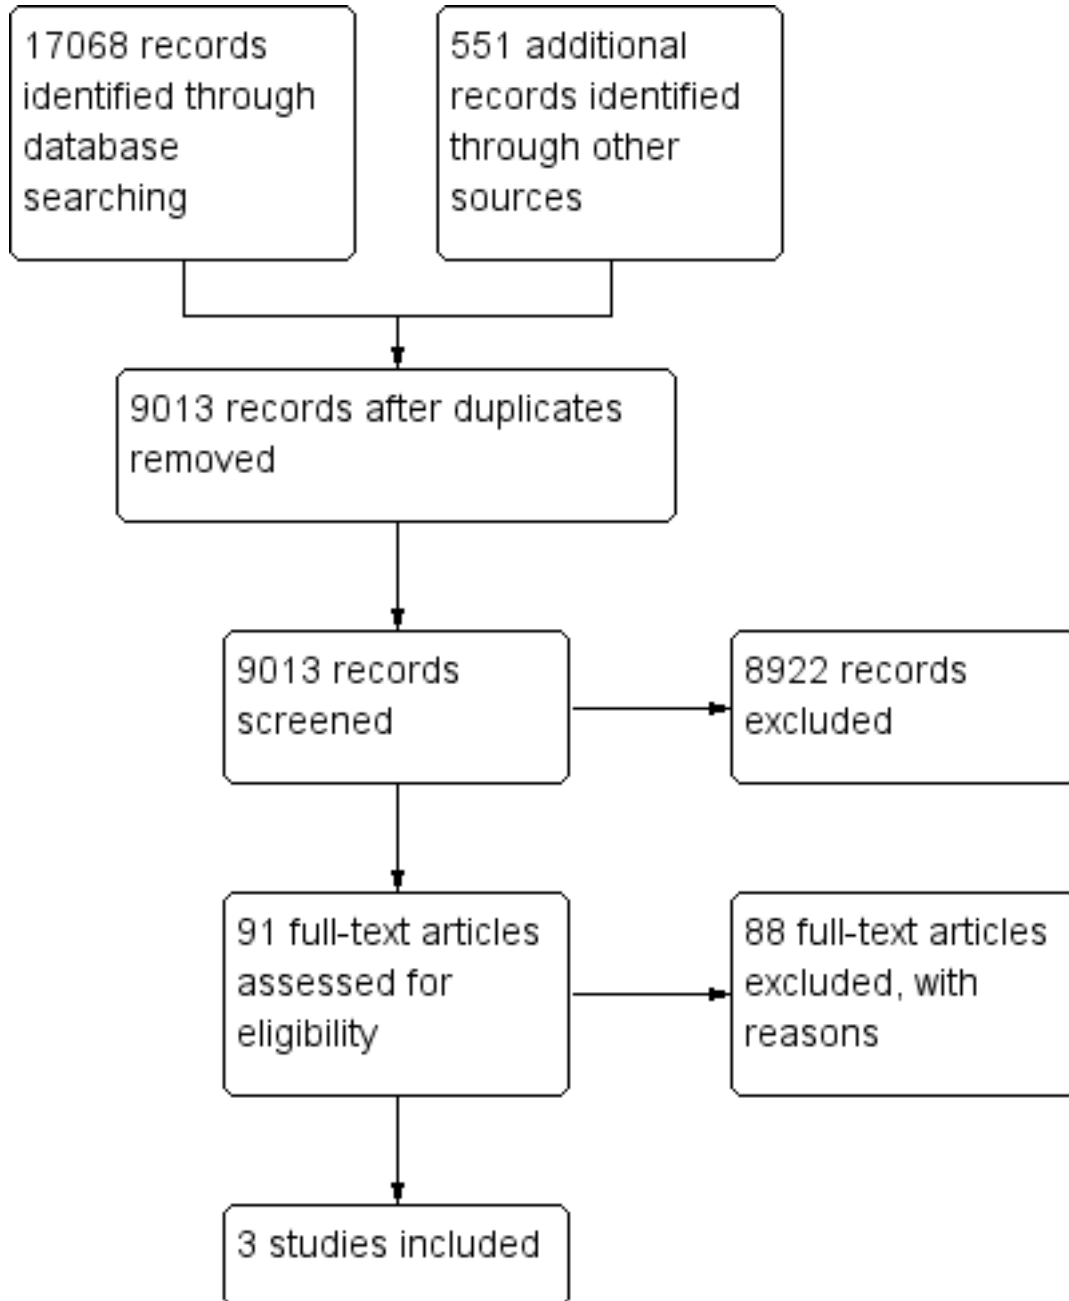 17068 records
identified through
database
searching
551 additional
records identified
through other
sources
9013 records after duplicates
removed
9013 records
screened
8922 records
excluded
91 full-text articles
assessed for
eligibility
88 full-text articles
excluded, with
reasons
3 studies included